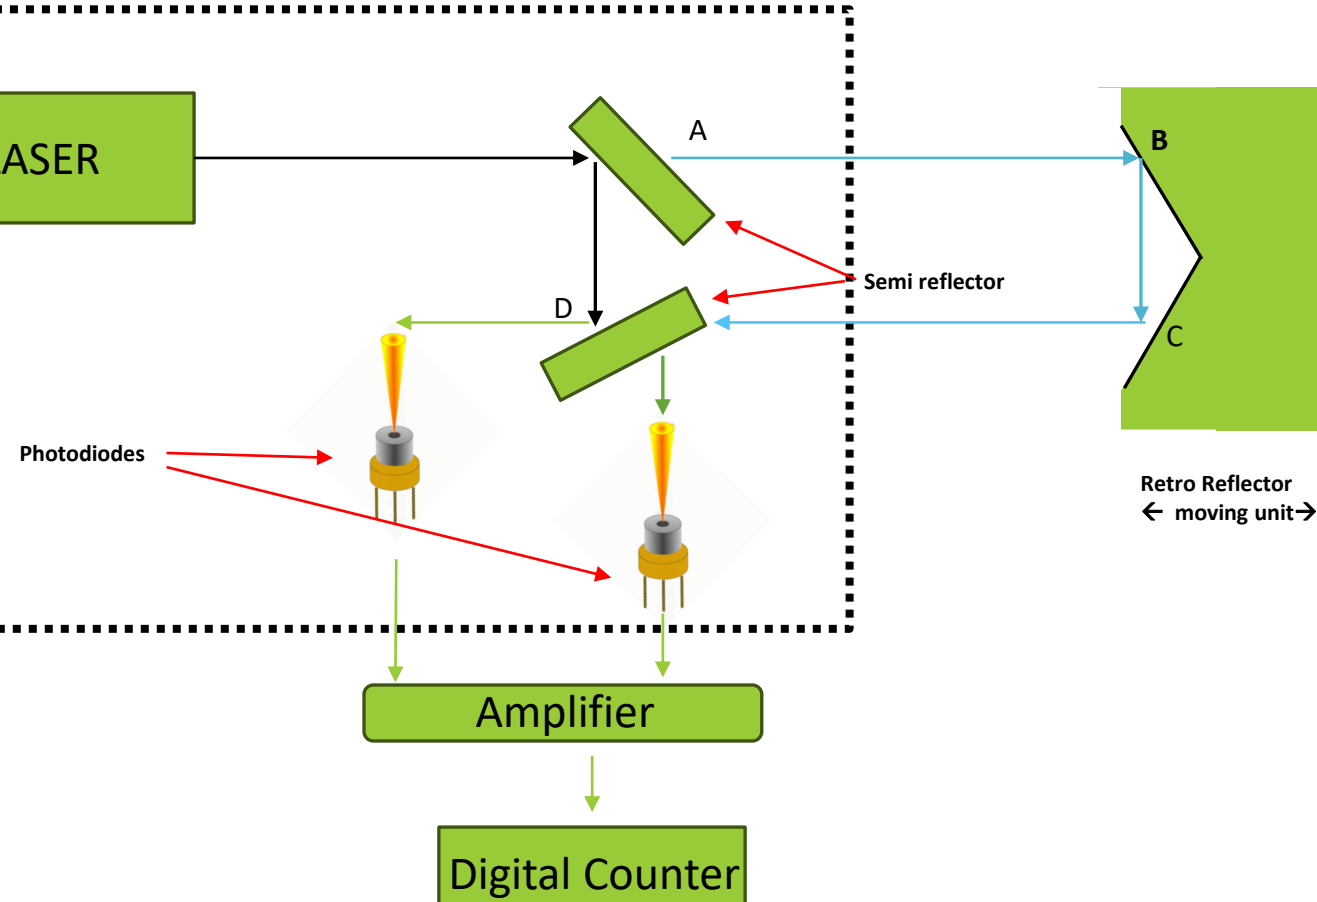 ASER
A
B
Semi reflector
D
C
Photodiodes
Retro Reflector
← moving unit→
Amplifier
Digital Counter